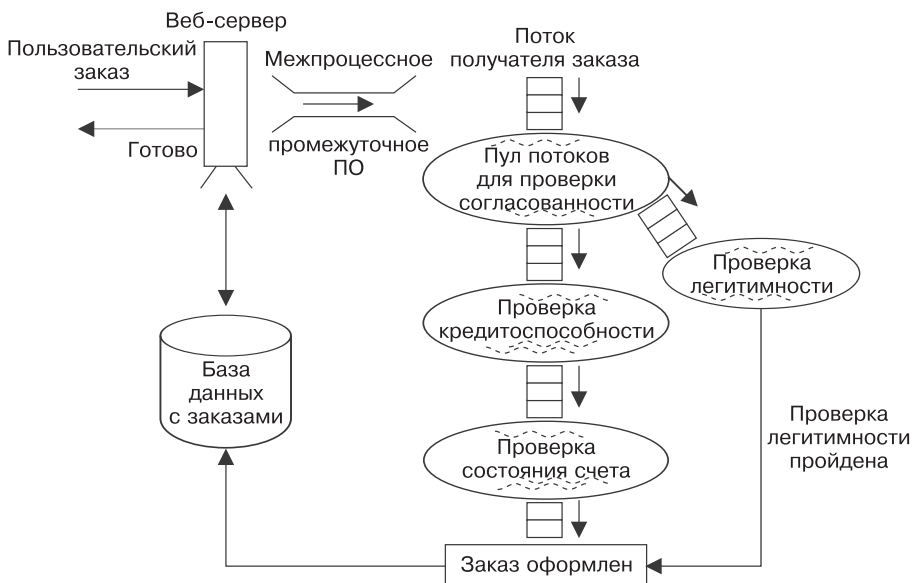 Веб-сервер
Пользовательский
заказ
Готово
Межпроцессное
промежуточное
ПО
Поток
получателя заказа
Пул потоков
для проверки
согласованности
Проверка
легитимности
Проверка
кредитоспособности
База
данных
с заказами
Проверка
состояния счета
Проверка
легитимности
пройдена
Заказ оформлен